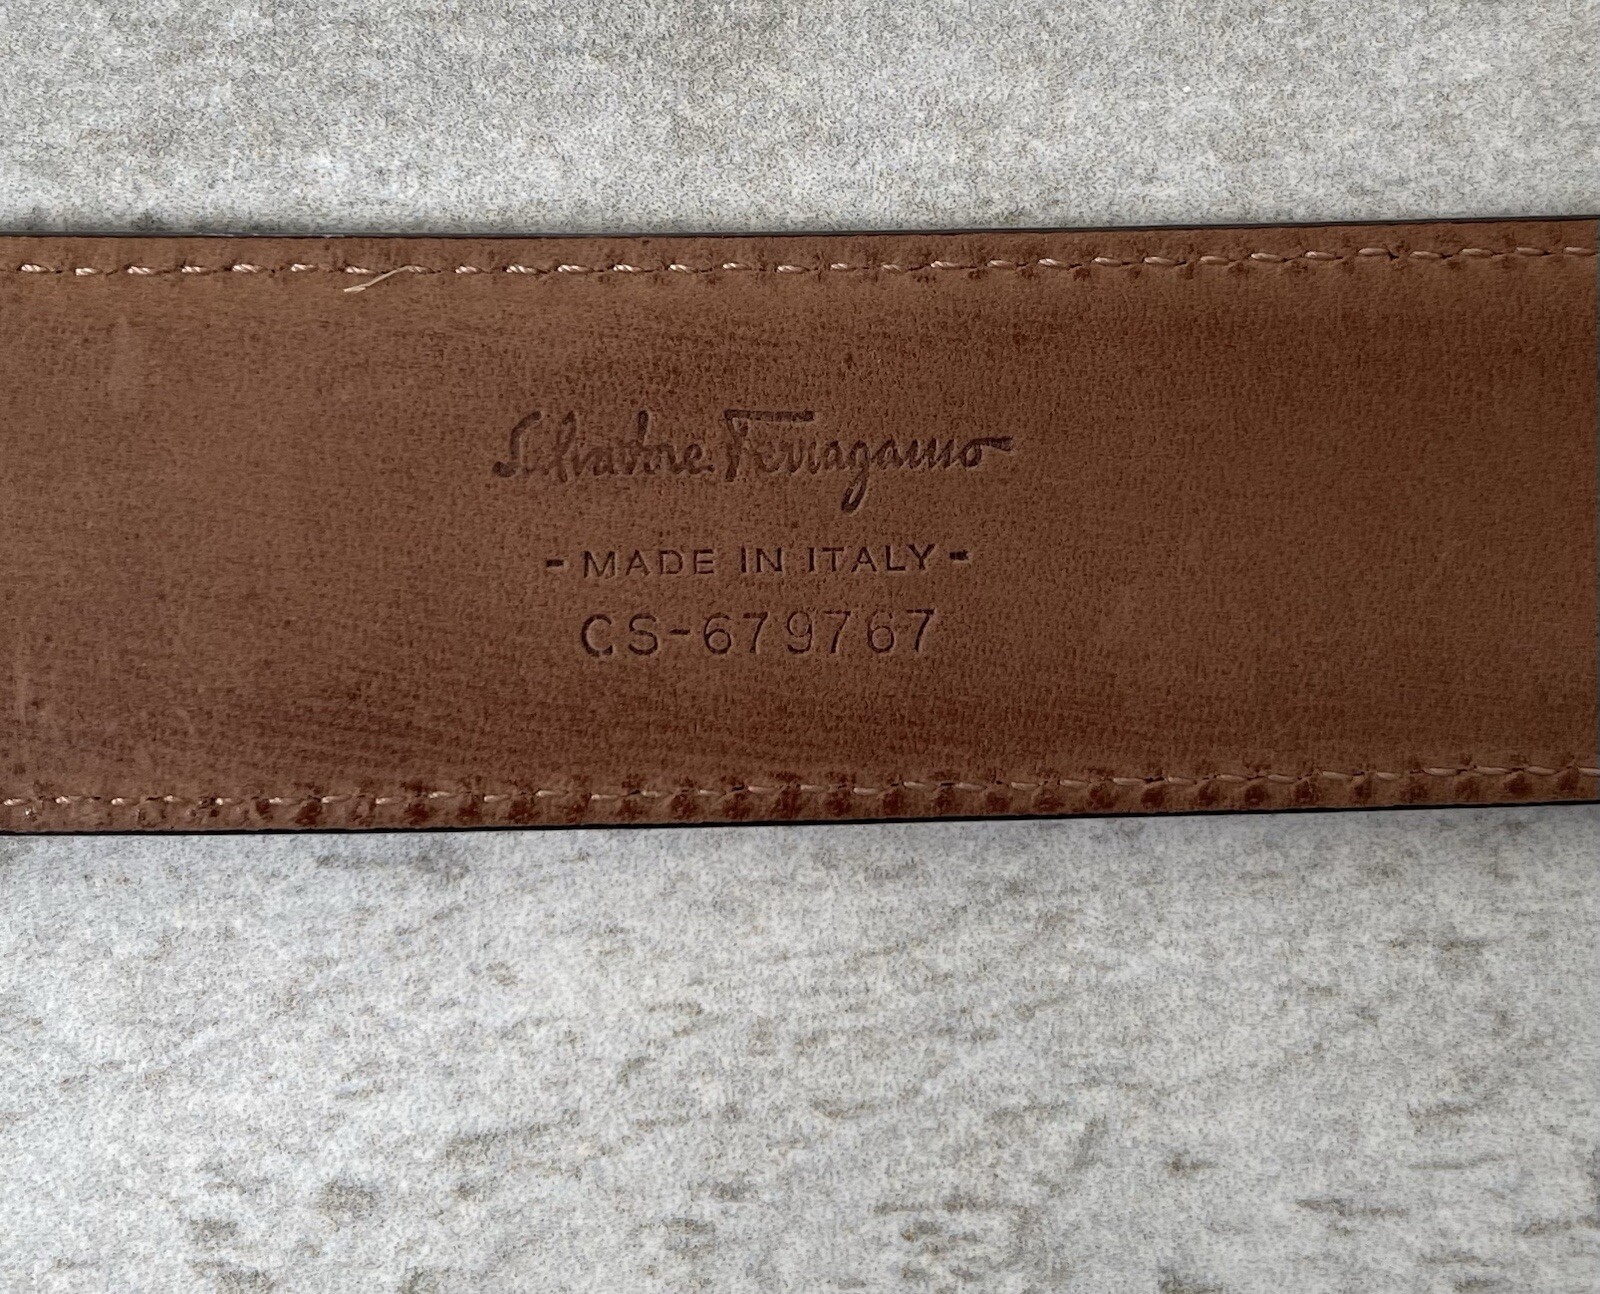 Salvatore Ferragamo
- MADE IN ITALY -
CS-679767